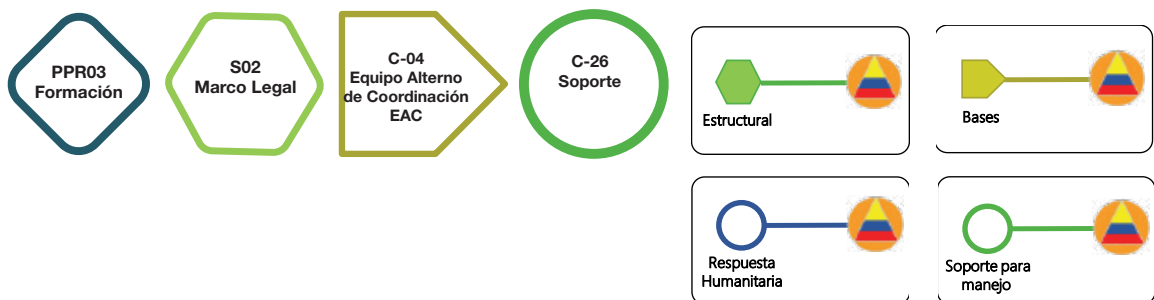 PPR03
Formación
S02
Marco Legal
C-04
Equipo Alterno
de Coordinación
EAC
C-26
Soporte
Estructural
Bases
Respuesta
Humanitaria
Soporte para
manejo